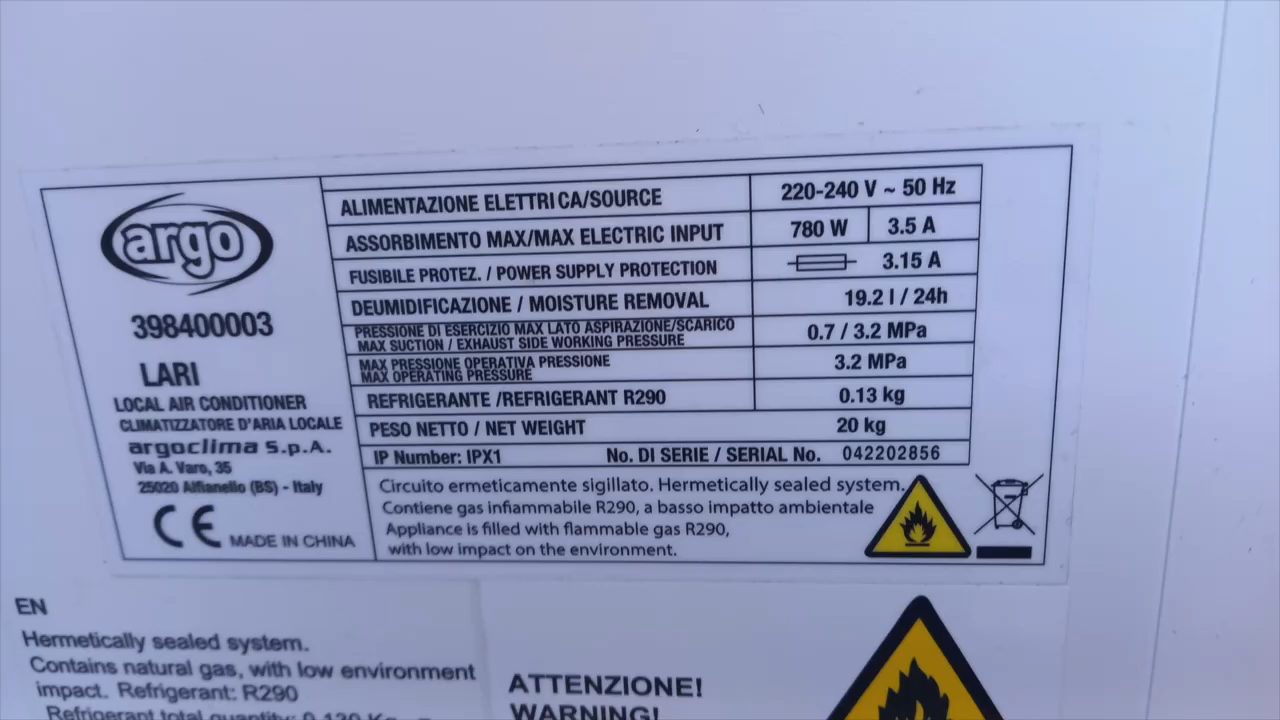 argo
398400003
LARI
LOCAL AIR CONDITIONER
CLIMATIZZATORE D'ARIA LOCALE
argoclima S.p.A.
Via A. Varo, 35
25020 Alfianello (BS) - Italy
CE MADE IN CHINA
ALIMENTAZIONE ELETTRICA/SOURCE 220-240 V ~ 50 Hz
ASSORBIMENTO MAX/MAX ELECTRIC INPUT 780 W 3.5 A
FUSIBILE PROTEZ. / POWER SUPPLY PROTECTION 3.15 A
DEUMIDIFICAZIONE / MOISTURE REMOVAL 19.2 l / 24h
PRESSIONE DI ESERCIZIO MAX LATO ASPIRAZIONE/SCARICO
MAX SUCTION / EXHAUST SIDE WORKING PRESSURE 0.7 / 3.2 MPa
MAX PRESSIONE OPERATIVA PRESSIONE
MAX OPERATING PRESSURE 3.2 MPa
REFRIGERANTE /REFRIGERANT R290 0.13 kg
PESO NETTO / NET WEIGHT 20 kg
IP Number: IPX1 No. DI SERIE / SERIAL No. 042202856
Circuito ermeticamente sigillato. Hermetically sealed system.
Contiene gas infiammabile R290, a basso impatto ambientale
Appliance is filled with flammable gas R290,
with low impact on the environment.
EN
Hermetically sealed system.
Contains natural gas, with low environment
impact. Refrigerant: R290
Refrigerant total quantity: 0.130 Kg
ATTENZIONE!
WARNING!